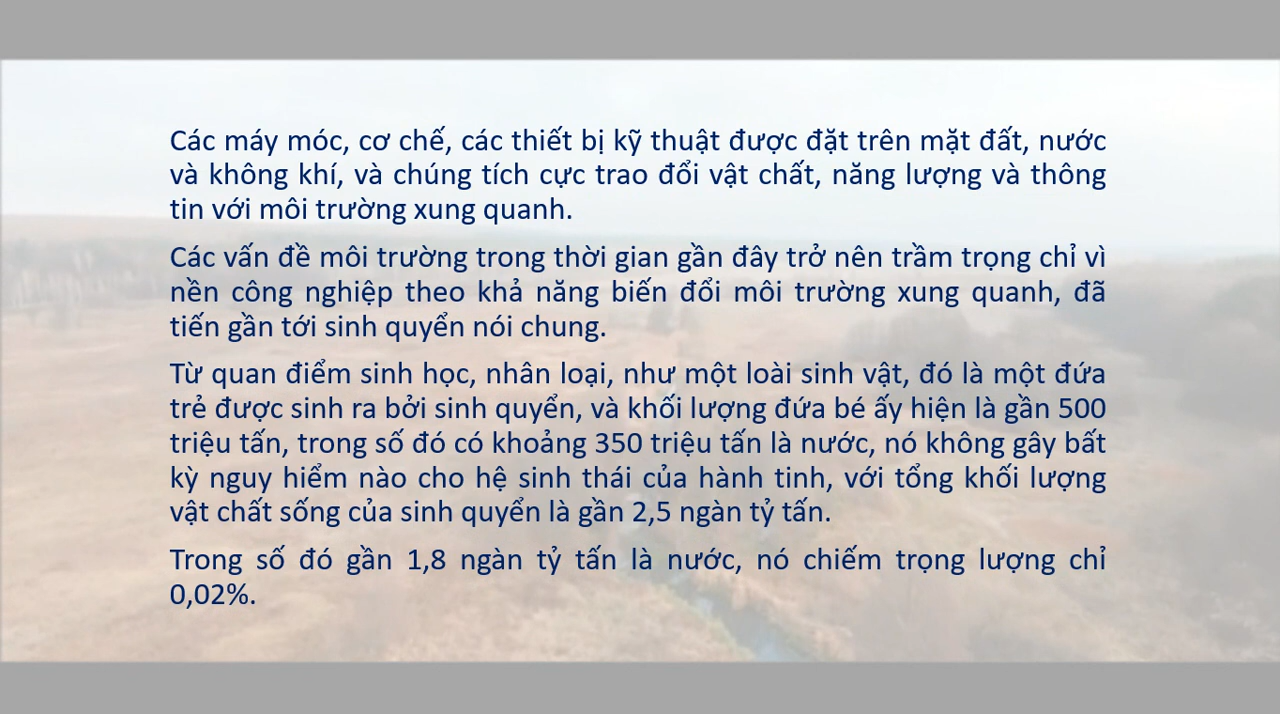 Các máy móc, cơ chế, các thiết bị kỹ thuật được đặt trên mặt đất, nước
và không khí, và chúng tích cực trao đổi vật chất, năng lượng và thông
tin với môi trường xung quanh.
Các vấn đề môi trường trong thời gian gần đây trở nên trầm trọng chỉ vì
nền công nghiệp theo khả năng biến đổi môi trường xung quanh, đã
tiến gần tới sinh quyển nói chung.
Từ quan điểm sinh học, nhân loại, như một loài sinh vật, đó là một đứa
trẻ được sinh ra bởi sinh quyển, và khối lượng đứa bé ấy hiện là gần 500
triệu tấn, trong số đó có khoảng 350 triệu tấn là nước, nó không gây bất
kỳ nguy hiểm nào cho hệ sinh thái của hành tinh, với tổng khối lượng
vật chất sống của sinh quyển là gần 2,5 ngàn tỷ tấn.
Trong số đó gần 1,8 ngàn tỷ tấn là nước, nó chiếm trọng lượng chỉ
0,02%.